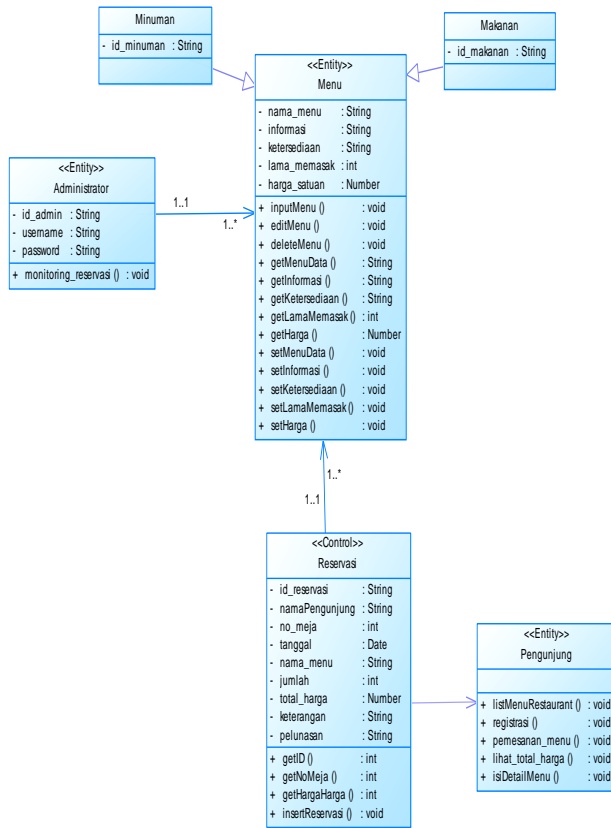 Minuman
- id_minuman : String
Makanan
- id_makanan : String
<<Entity>>
Menu
- nama_menu : String
- informasi : String
- ketersediaan : String
- lama_memasak : int
- harga_satuan : Number
+ inputMenu () : void
+ editMenu () : void
+ deleteMenu () : void
+ getMenuData () : String
+ getInformasi () : String
+ getKetersediaan () : String
+ getLamaMemasak () : int
+ getHarga () : Number
+ setMenuData () : void
+ setInformasi () : void
+ setKetersediaan () : void
+ setLamaMemasak () : void
+ setHarga () : void
<<Entity>>
Administrator
- id_admin : String
- username : String
- password : String
+ monitoring_reservasi () : void
1..1
1..*
1..*
1..1
<<Control>>
Reservasi
- id_reservasi : String
- namaPengunjung : String
- no_meja : int
- tanggal : Date
- nama_menu : String
- jumlah : int
- total_harga : Number
- keterangan : String
- pelunasan : String
+ getID () : int
+ getNoMeja () : int
+ getHargaHarga () : int
+ insertReservasi () : void
<<Entity>>
Pengunjung
+ listMenuRestaurant () : void
+ registrasi () : void
+ pemesanan_menu () : void
+ lihat_total_harga () : void
+ isiDetailMenu () : void